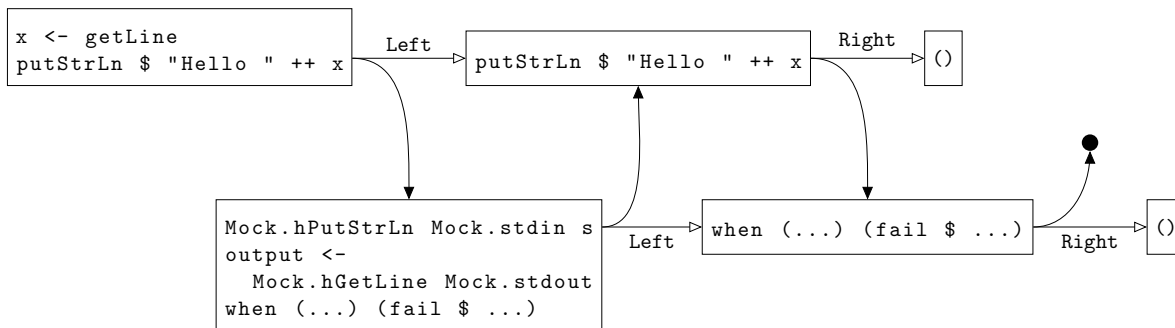 x <- getLine
putStrLn $ "Hello " ++ x
Left
putStrLn $ "Hello " ++ x
Right
()
Mock.hPutStrLn Mock.stdin s
output <-
  Mock.hGetLine Mock.stdout
when (...) (fail $ ...)
Left
when (...) (fail $ ...)
Right
()